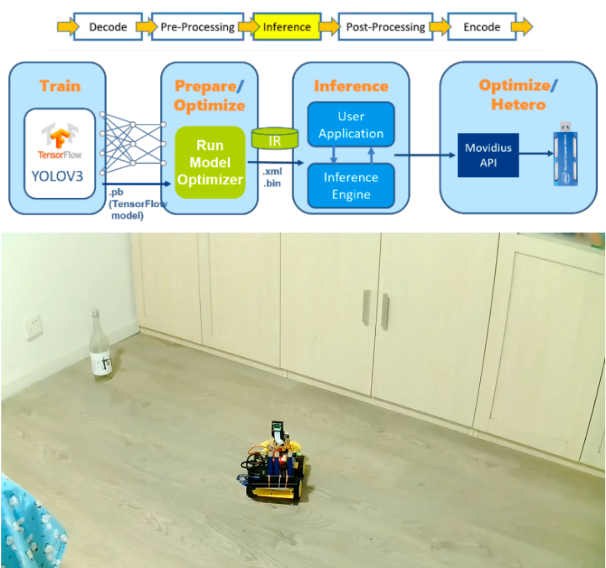 Decode Pre-Processing Inference Post-Processing Encode
Train
TensorFlow
YOLOV3
.pb
(TensorFlow
model)
Prepare/
Optimize
Run
Model
Optimizer
IR
.xml
.bin
Inference
User
Application
Inference
Engine
Optimize/
Hetero
Movidius
API